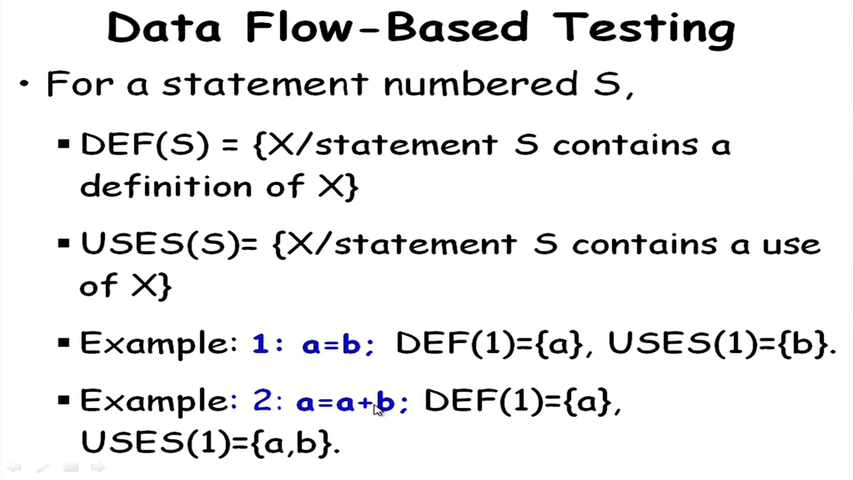 Data Flow-Based Testing
• For a statement numbered S,
▪ DEF(S) = {X/statement S contains a
definition of X}
▪ USES(S)= {X/statement S contains a use
of X}
▪ Example: 1: a=b; DEF(1)={a}, USES(1)={b}.
▪ Example: 2: a=a+b; DEF(1)={a},
USES(1)={a,b}.